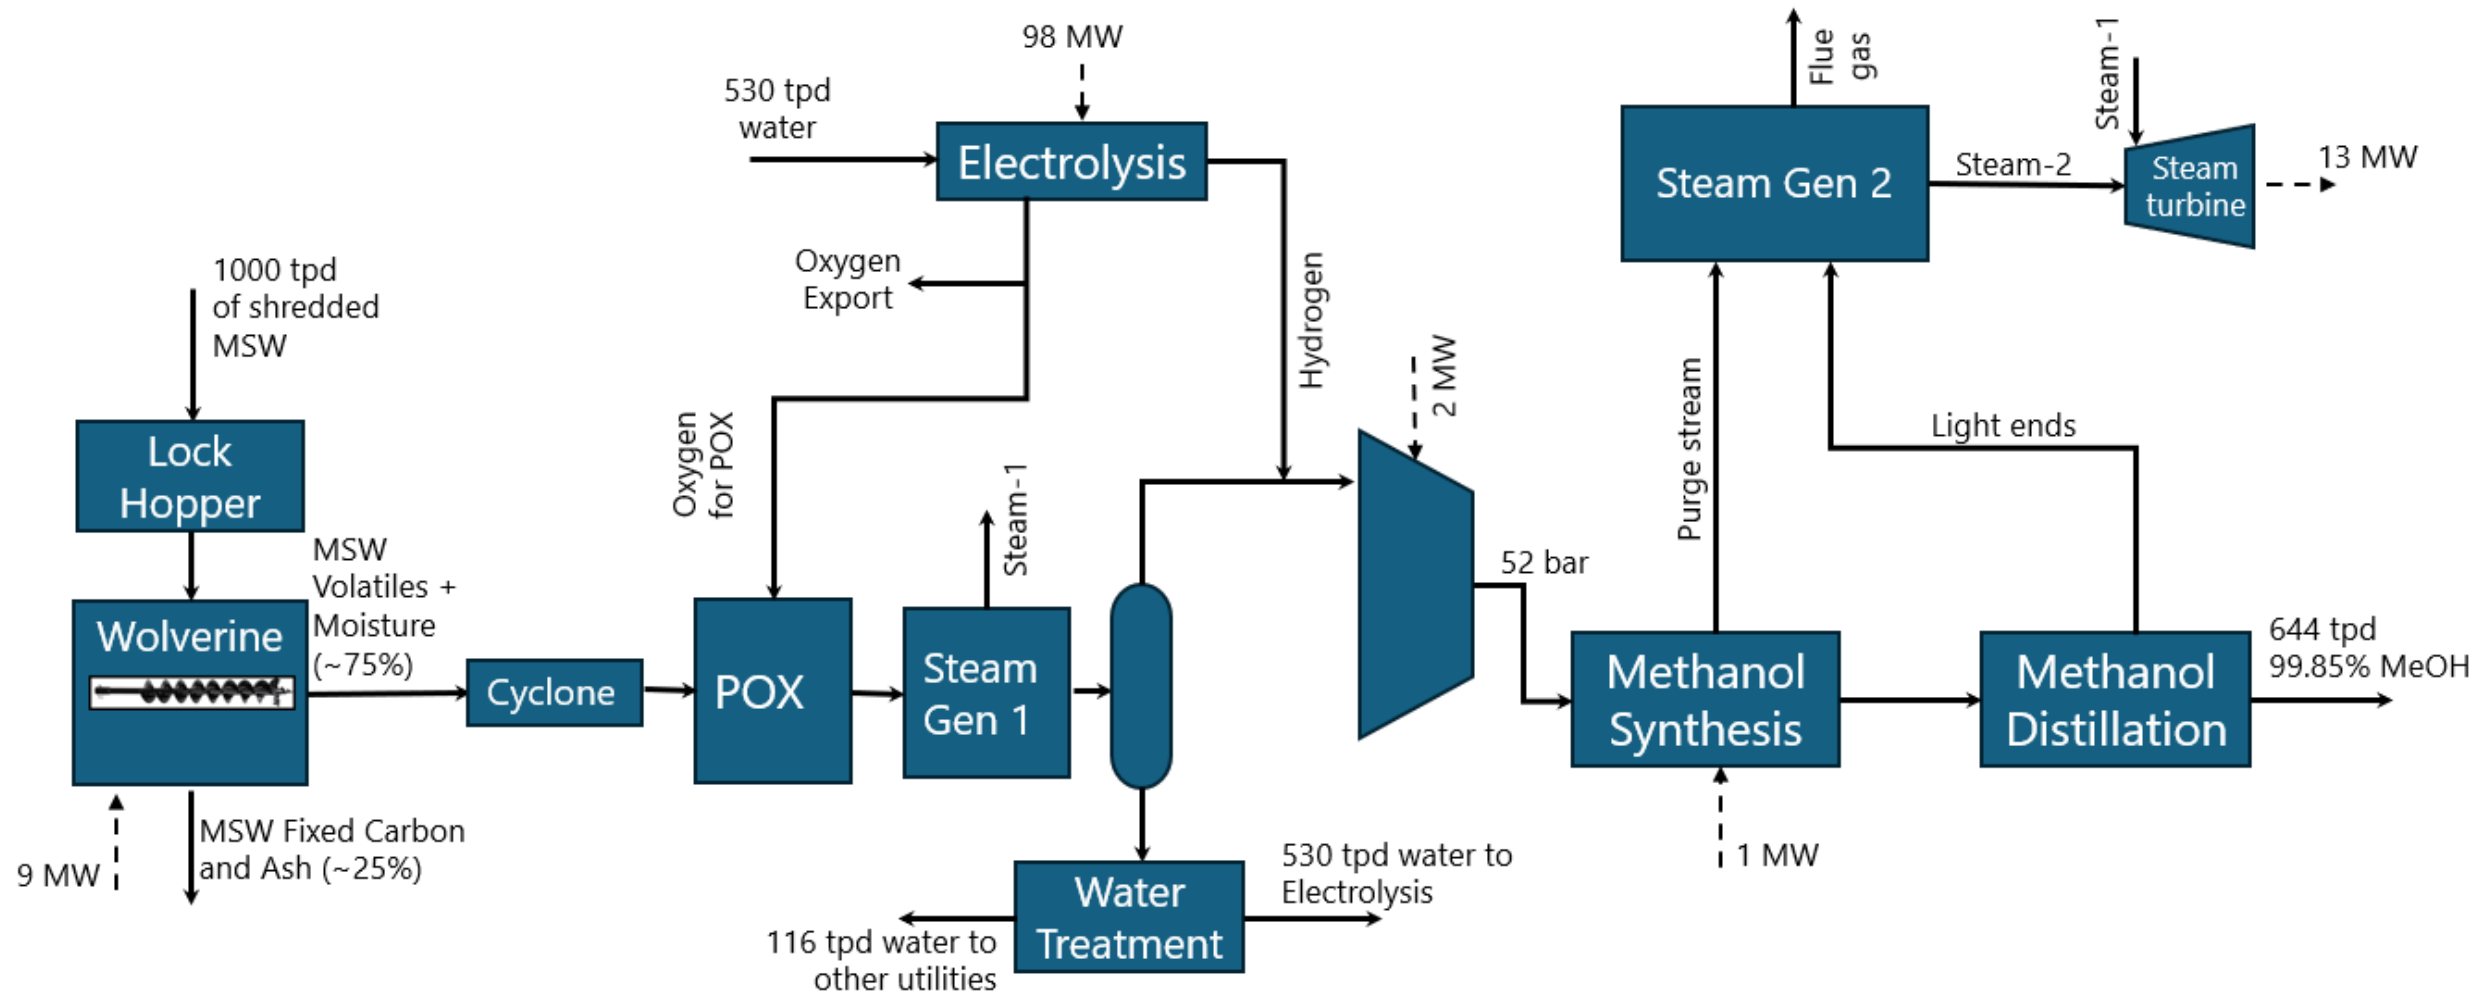 98 MW
530 tpd
water
Electrolysis
Oxygen
Export
Hydrogen
Flue
gas
Steam-1
Steam Gen 2
Steam-2
Steam
turbine
13 MW
1000 tpd
of shredded
MSW
Lock
Hopper
MSW
Volatiles +
Moisture
(~75%)
Wolverine
9 MW
MSW Fixed Carbon
and Ash (~25%)
Cyclone
Oxygen
for POX
POX
Steam-1
Steam
Gen 1
2 MW
52 bar
Purge stream
Light ends
Methanol
Synthesis
1 MW
Methanol
Distillation
644 tpd
99.85% MeOH
Water
Treatment
530 tpd water to
Electrolysis
116 tpd water to
other utilities